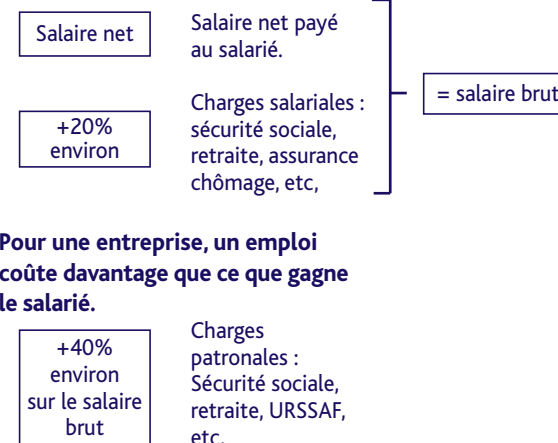 Salaire net
Salaire net payé
au salarié.
+20%
environ
Charges salariales :
sécurité sociale,
retraite, assurance
chômage, etc,
= salaire brut
Pour une entreprise, un emploi
coûte davantage que ce que gagne
le salarié.
+40%
environ
sur le salaire
brut
Charges
patronales :
Sécurité sociale,
retraite, URSSAF,
etc.